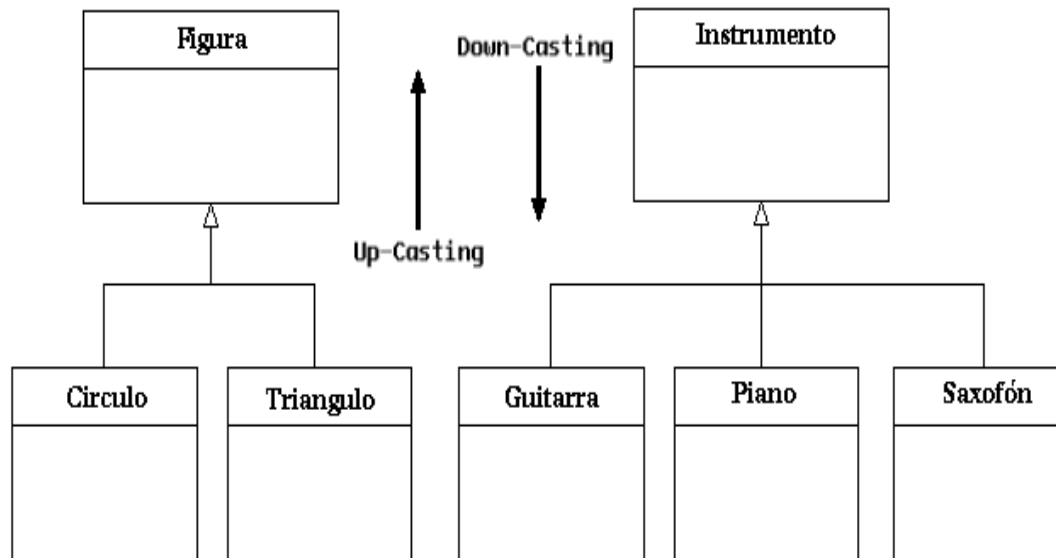 Figura
Down-Casting
Instrumento
Up-Casting
Circulo
Triangulo
Guitarra
Piano
Saxofón